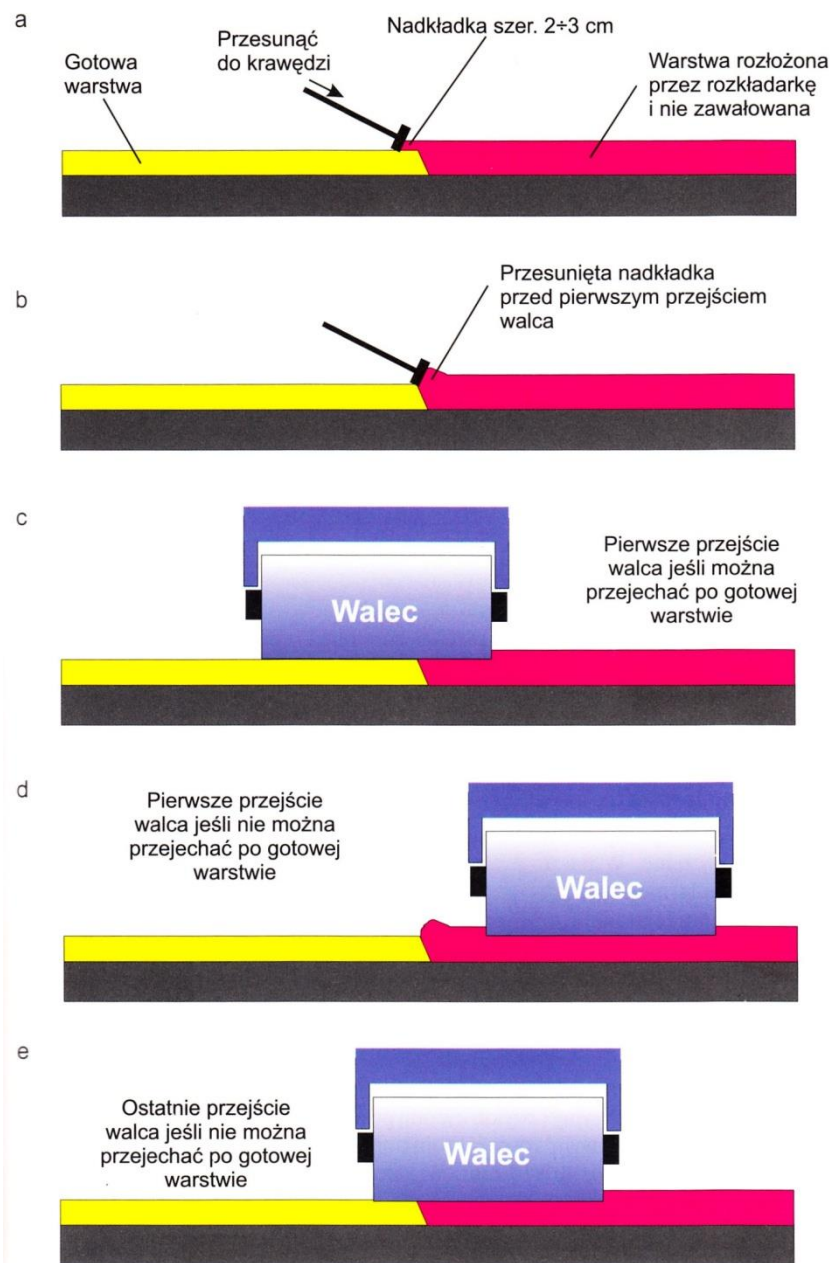 a
Gotowa
warstwa
Przesunąć
do krawędzi
Nadkładka szer. 2÷3 cm
Warstwa rozłożona
przez rozkładarkę
i nie zawałowana
b
Przesunięta nadkładka
przed pierwszym przejściem
walca
c
Walec
Pierwsze przejście
walca jeśli można
przejechać po gotowej
warstwie
d
Pierwsze przejście
walca jeśli nie można
przejechać po gotowej
warstwie
Walec
e
Ostatnie przejście
walca jeśli nie można
przejechać po gotowej
warstwie
Walec